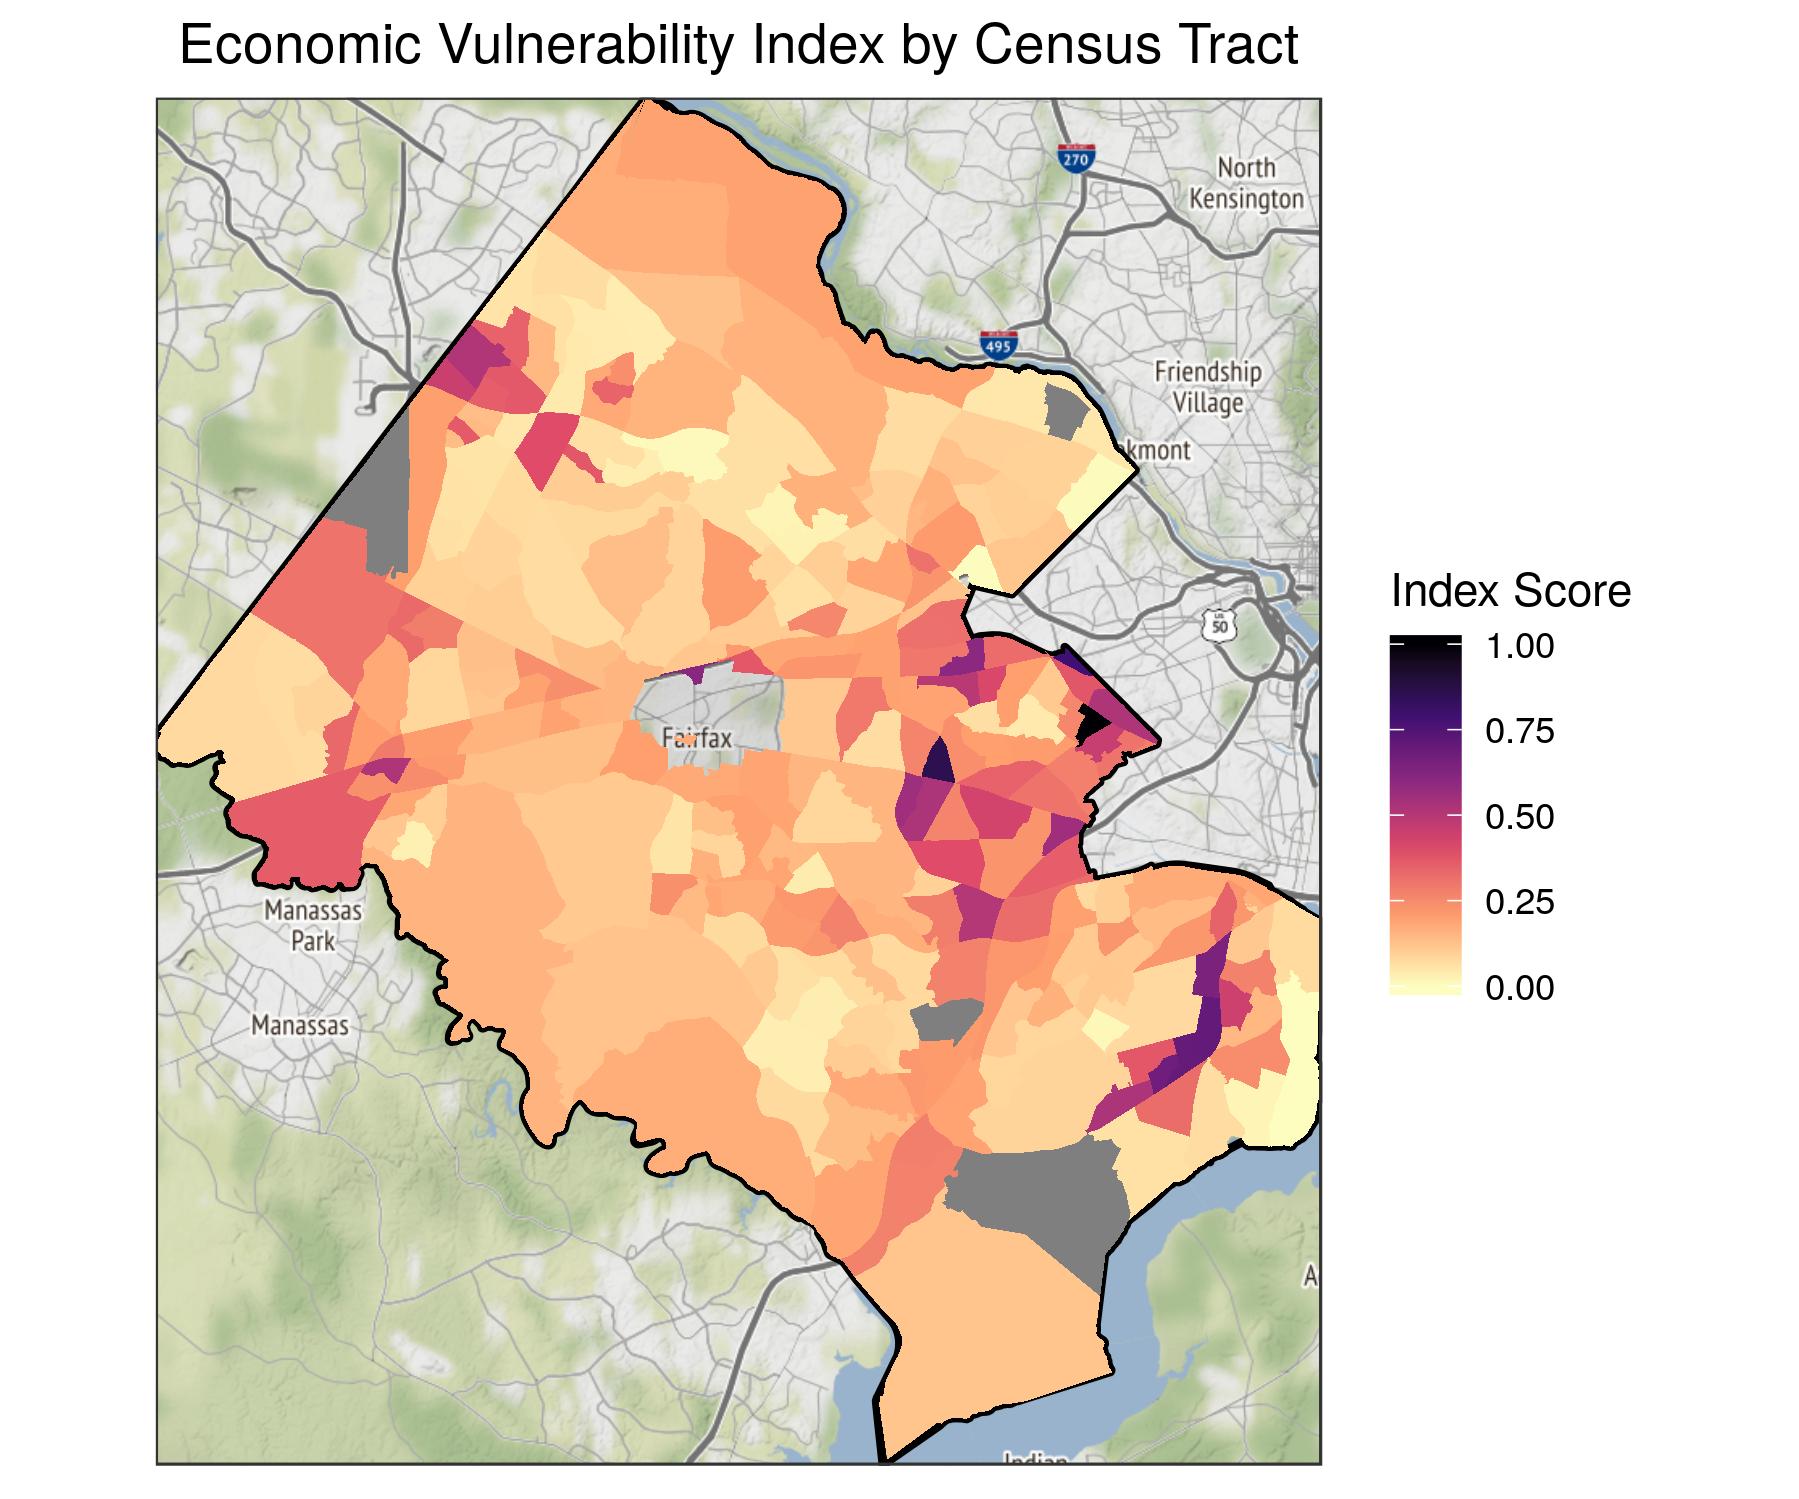 Economic Vulnerability Index by Census Tract
270
North
Kensington
495
Friendship
Village
kmont
Index Score
1.00
0.75
0.50
0.25
0.00
US
50
Fairfax
Manassas
Park
Manassas
A
Indian